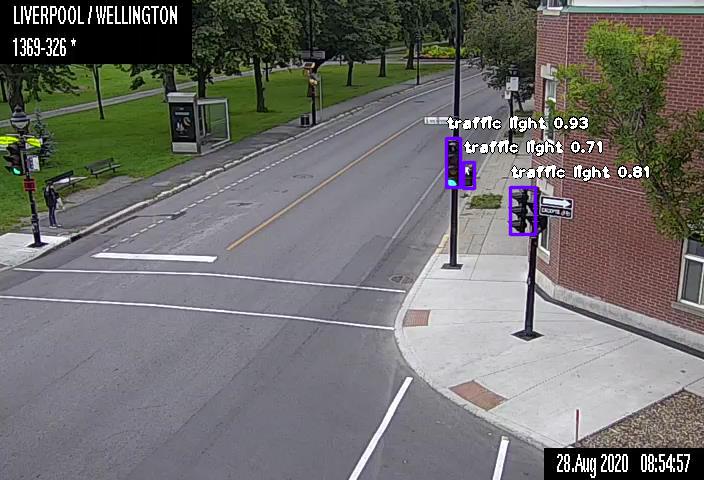 LIVERPOOL / WELLINGTON
1369-326 *
traffic light 0.93
traffic light 0.71
traffic light 0.81
28.Aug 2020 08:54:57